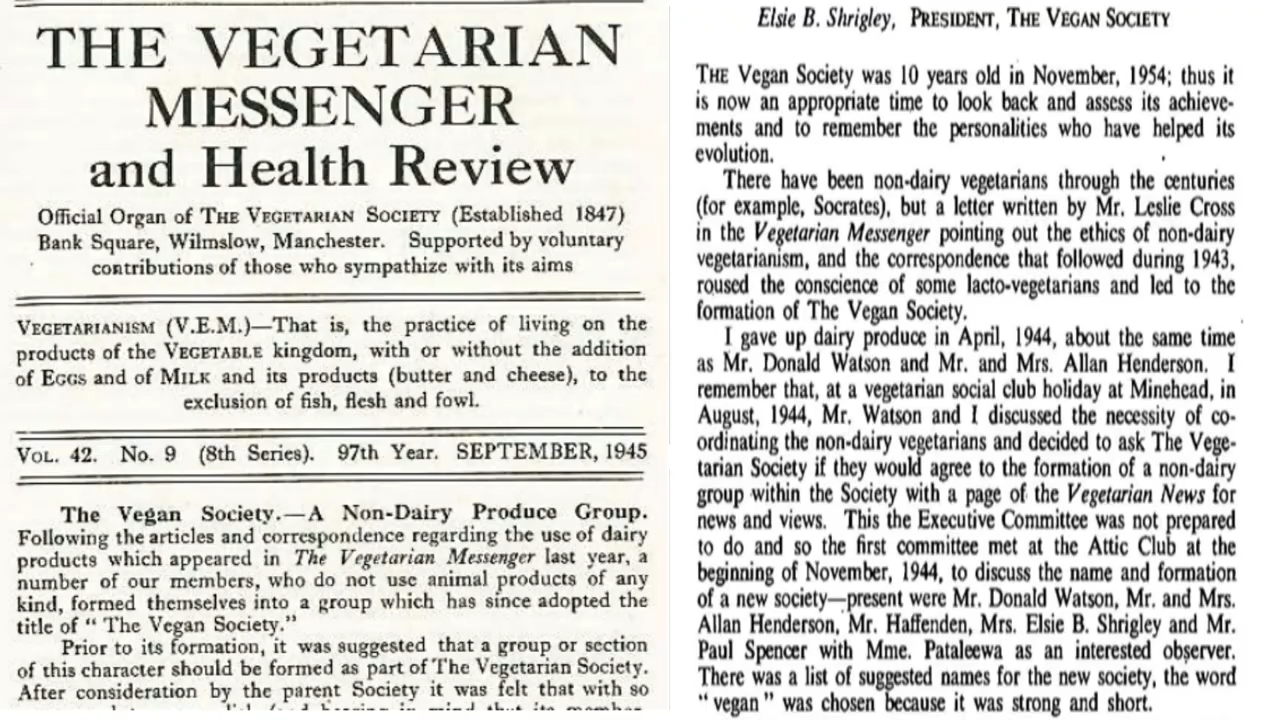 THE VEGETARIAN
MESSENGER
and Health Review
Official Organ of THE VEGETARIAN SOCIETY (Established 1847)
Bank Square, Wilmslow, Manchester. Supported by voluntary
contributions of those who sympathize with its aims
VEGETARIANISM (V.E.M.)—That is, the practice of living on the
products of the VEGETABLE kingdom, with or without the addition
of EGGS and of MILK and its products (butter and cheese), to the
exclusion of fish, flesh and fowl.
VOL. 42. No. 9 (8th Series). 97th Year. SEPTEMBER, 1945
The Vegan Society.—A Non-Dairy Produce Group.
Following the articles and correspondence regarding the use of dairy
products which appeared in The Vegetarian Messenger last year, a
number of our members, who do not use animal products of any
kind, formed themselves into a group which has since adopted the
title of “ The Vegan Society.”
Prior to its formation, it was suggested that a group or section
of this character should be formed as part of The Vegetarian Society.
After consideration by the parent Society it was felt that with so
Elsie B. Shrigley, PRESIDENT, THE VEGAN SOCIETY
THE Vegan Society was 10 years old in November, 1954; thus it
is now an appropriate time to look back and assess its achieve-
ments and to remember the personalities who have helped its
evolution.
There have been non-dairy vegetarians through the centuries
(for example, Socrates), but a letter written by Mr. Leslie Cross
in the Vegetarian Messenger pointing out the ethics of non-dairy
vegetarianism, and the correspondence that followed during 1943,
roused the conscience of some lacto-vegetarians and led to the
formation of The Vegan Society.
I gave up dairy produce in April, 1944, about the same time
as Mr. Donald Watson and Mr. and Mrs. Allan Henderson. I
remember that, at a vegetarian social club holiday at Minehead, in
August, 1944, Mr. Watson and I discussed the necessity of co-
ordinating the non-dairy vegetarians and decided to ask The Vege-
tarian Society if they would agree to the formation of a non-dairy
group within the Society with a page of the Vegetarian News for
news and views. This the Executive Committee was not prepared
to do and so the first committee met at the Attic Club at the
beginning of November, 1944, to discuss the name and formation
of a new society—present were Mr. Donald Watson, Mr. and Mrs.
Allan Henderson, Mr. Haffenden, Mrs. Elsie B. Shrigley and Mr.
Paul Spencer with Mme. Pataleewa as an interested observer.
There was a list of suggested names for the new society, the word
“ vegan ” was chosen because it was strong and short.